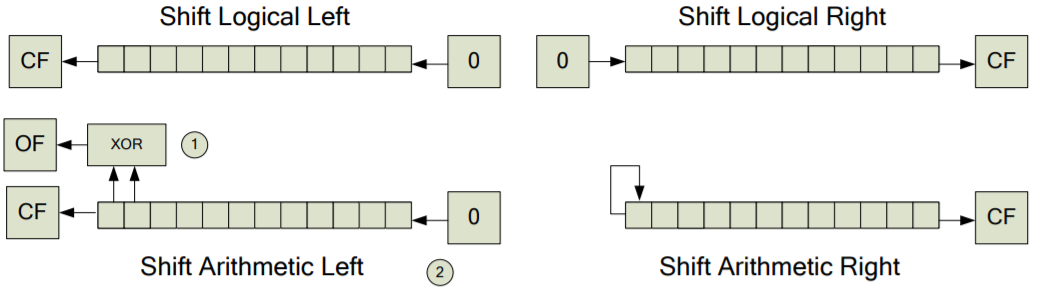 Shift Logical Left
Shift Logical Right
CF
0
0
CF
OF
XOR
1
CF
0
CF
Shift Arithmetic Left
2
Shift Arithmetic Right